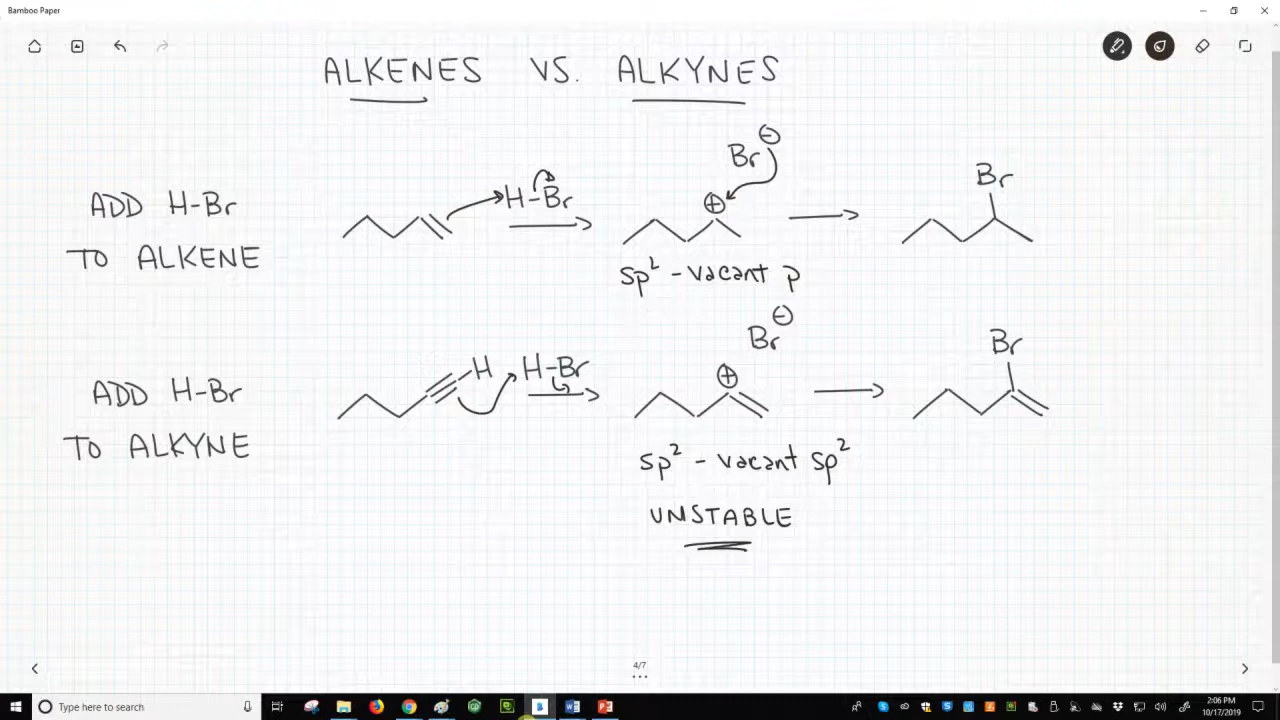 Bamboo Paper
ALKENES VS. ALKYNES
ADD H-Br
TO ALKENE
H-Br
⊕
Br⊖
Br
sp² - vacant p
ADD H-Br
TO ALKYNE
H
H-Br
⊕
Br⊖
Br
sp² - vacant sp²
UNSTABLE
4/7
Type here to search
2:06 PM
10/17/2019